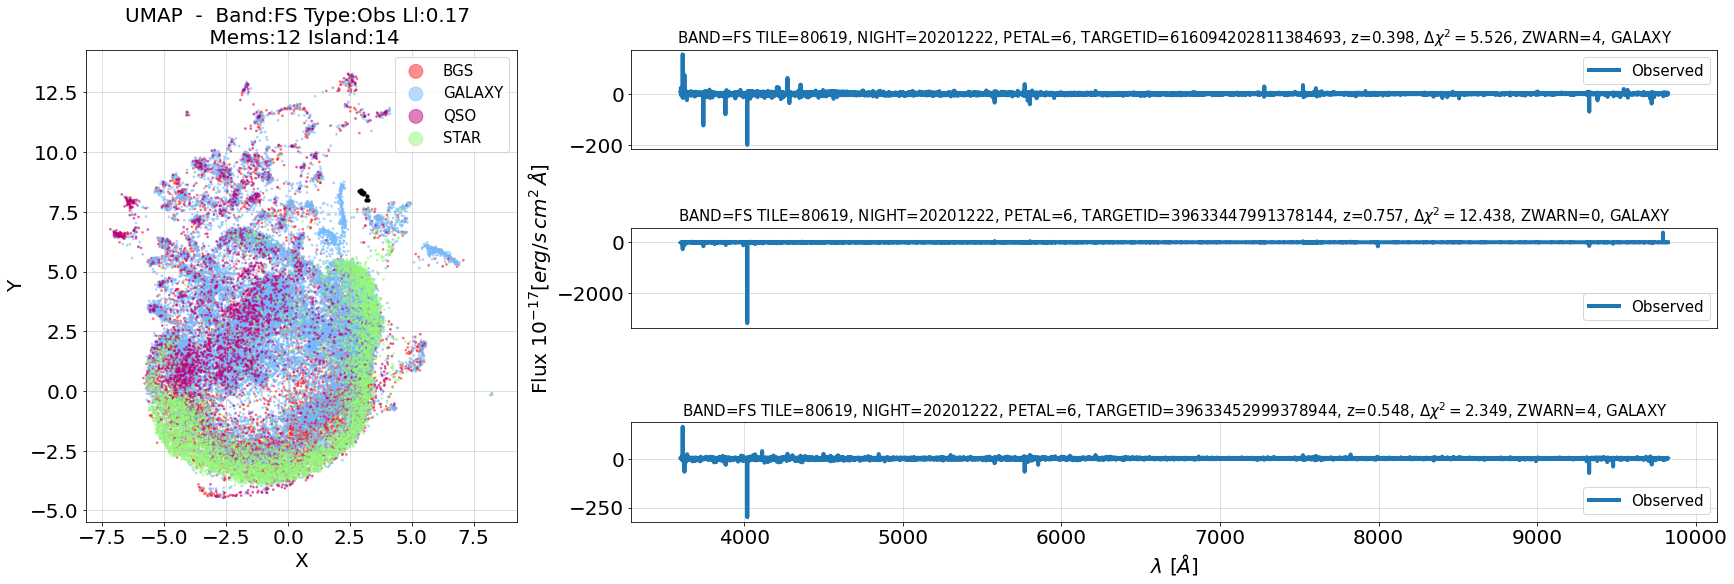 UMAP - Band:FS Type:Obs Ll:0.17
Mems:12 Island:14
BGS
GALAXY
QSO
STAR
12.5
10.0
7.5
5.0
2.5
0.0
−2.5
−5.0
Y
−7.5
−5.0
−2.5
0.0
2.5
5.0
7.5
X
Flux 10⁻¹⁷[erg/s cm² Å]
BAND=FS TILE=80619, NIGHT=20201222, PETAL=6, TARGETID=616094202811384693, z=0.398, Δχ² = 5.526, ZWARN=4, GALAXY
Observed
0
−200
BAND=FS TILE=80619, NIGHT=20201222, PETAL=6, TARGETID=39633447991378144, z=0.757, Δχ² = 12.438, ZWARN=0, GALAXY
0
−2000
Observed
BAND=FS TILE=80619, NIGHT=20201222, PETAL=6, TARGETID=39633452999378944, z=0.548, Δχ² = 2.349, ZWARN=4, GALAXY
0
−250
Observed
4000
5000
6000
7000
8000
9000
10000
λ [Å]